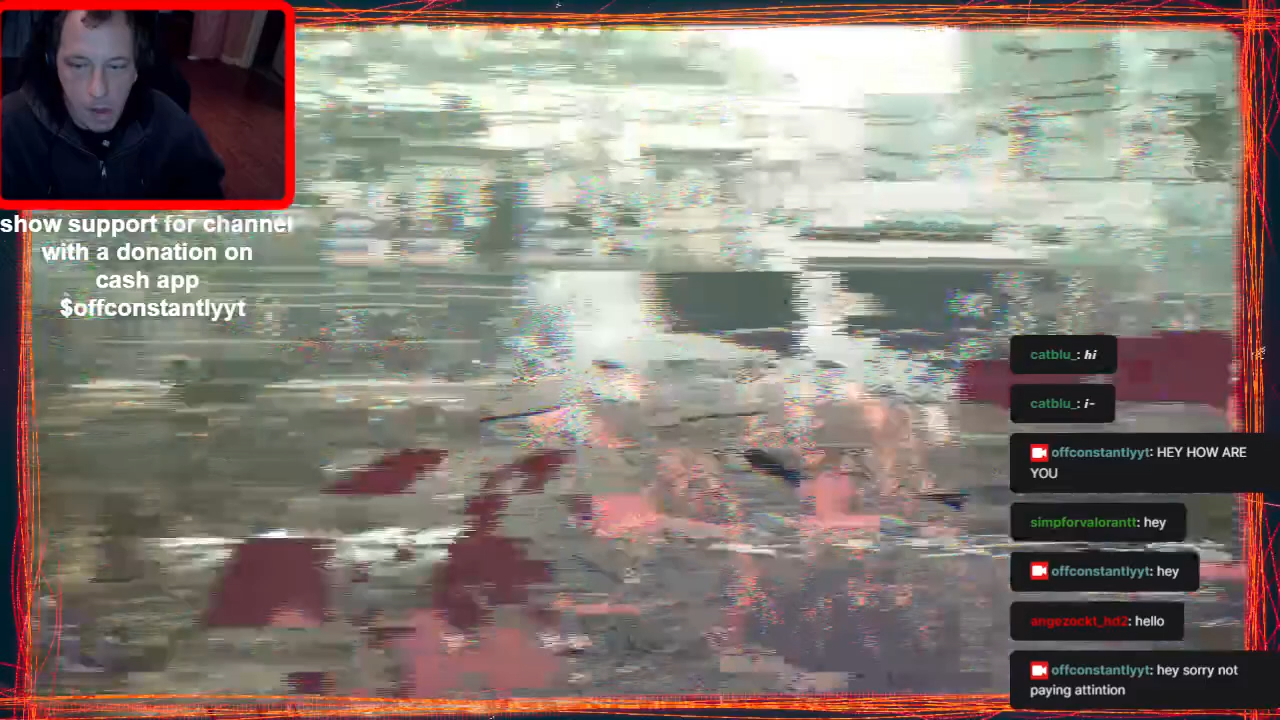 show support for channel
with a donation on
cash app
$offconstantlyyt
catblu_: hi
catblu_: i-
offconstantlyyt: HEY HOW ARE
YOU
simpforvalorantt: hey
offconstantlyyt: hey
angezockt_hd2: hello
offconstantlyyt: hey sorry not
paying attintion